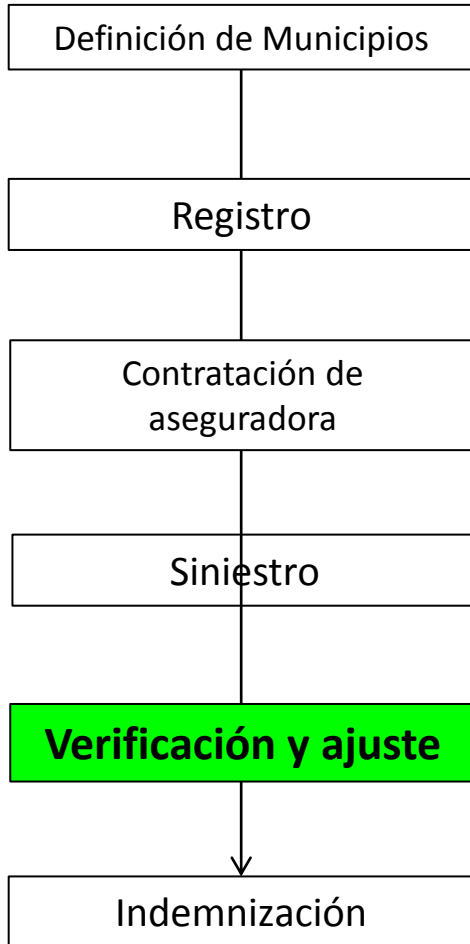 Definición de Municipios
Registro
Contratación de
aseguradora
Siniestro
Verificación y ajuste
Indemnización